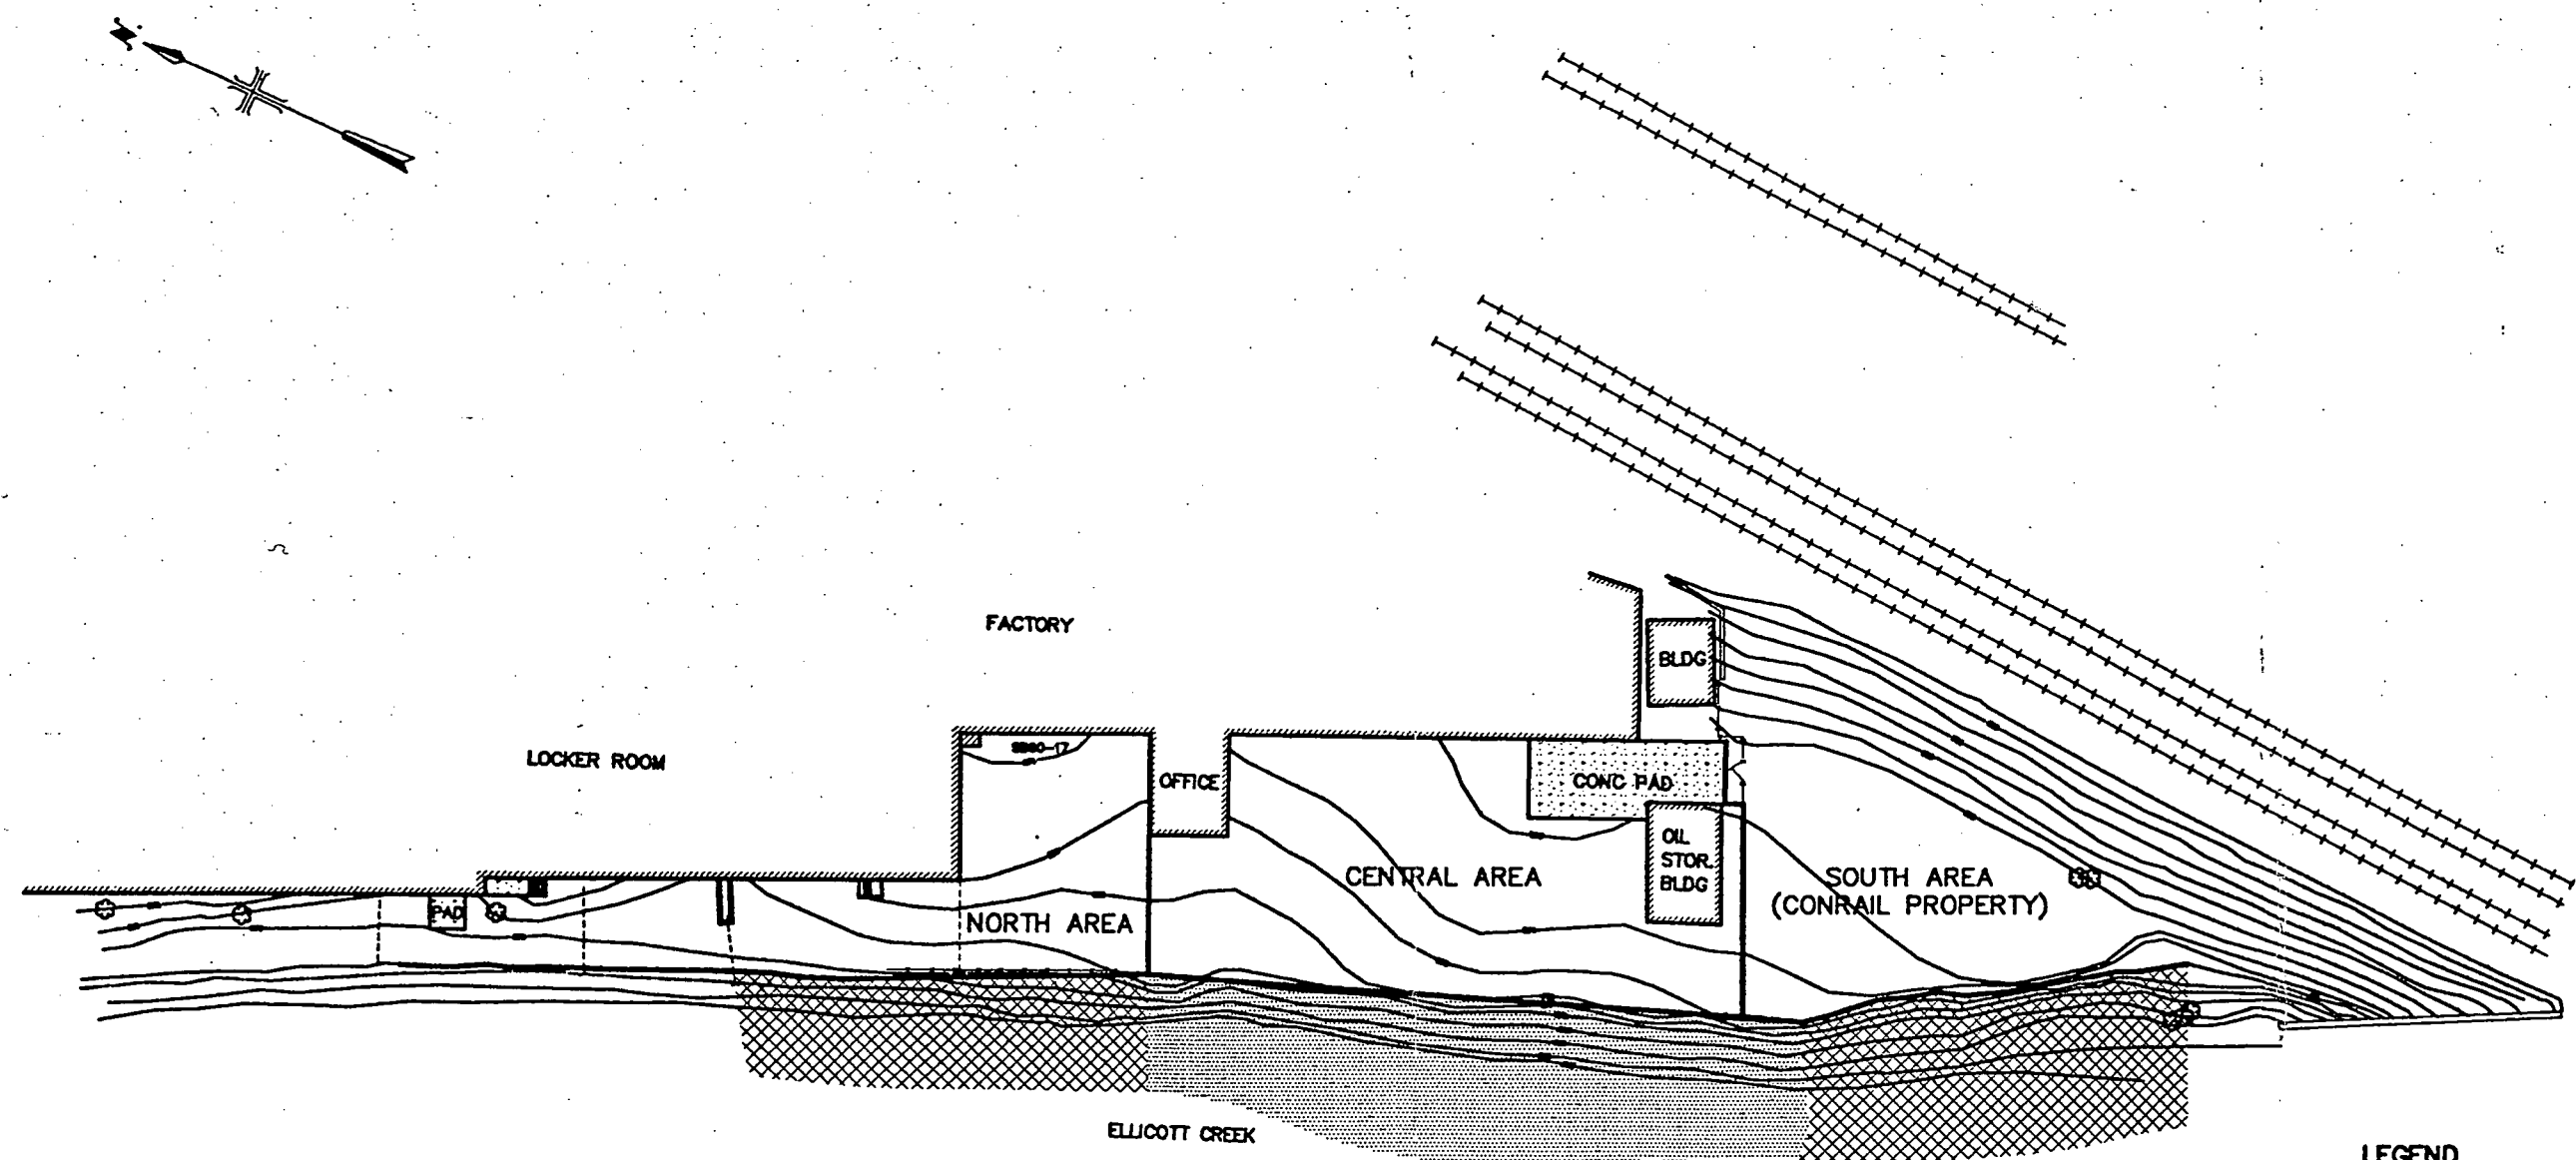 N.
FACTORY
BLDG
LOCKER ROOM
OFFICE
CONC PAD
OIL
STOR.
BLDG
CENTRAL AREA
SOUTH AREA
(CONRAIL PROPERTY)
PAD
NORTH AREA
ELLICOTT CREEK
LEGEND